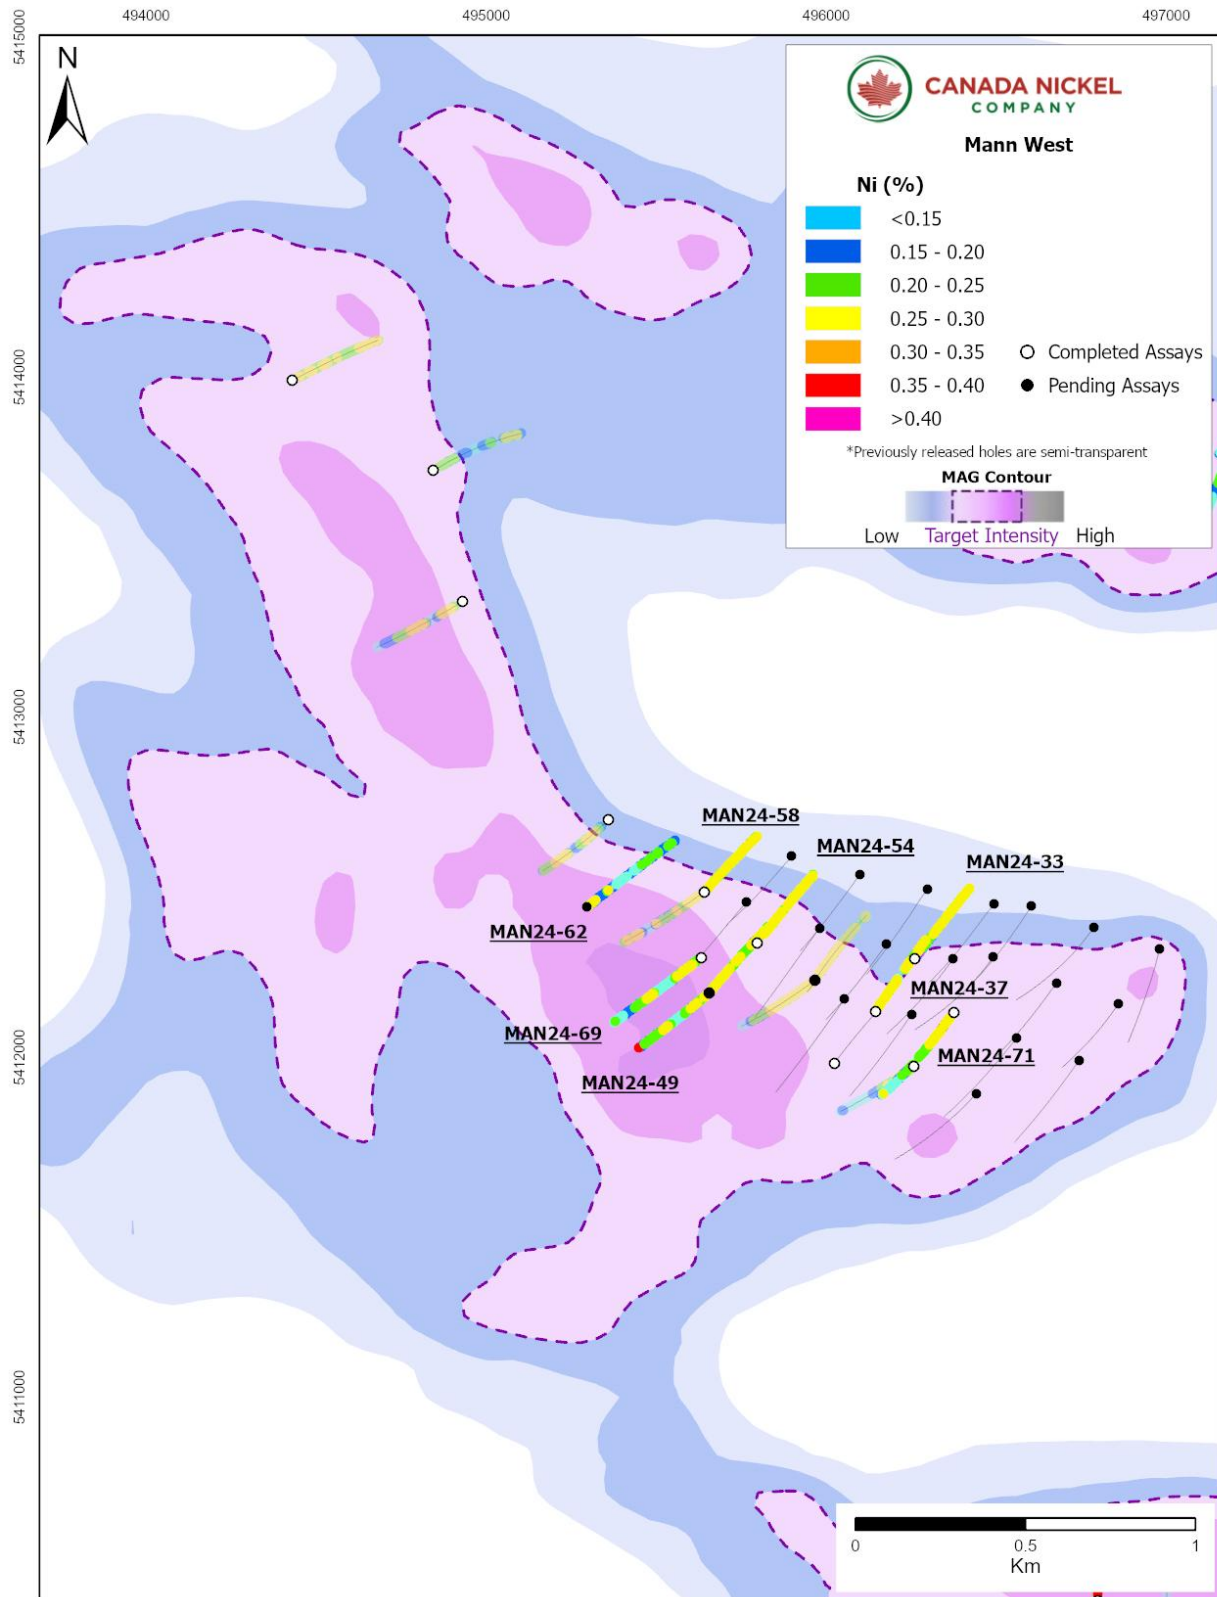 494000
495000
496000
497000
5415000
N
CANADA NICKEL
COMPANY
Mann West
Ni (%)
<0.15
0.15 - 0.20
0.20 - 0.25
0.25 - 0.30
0.30 - 0.35
0.35 - 0.40
>0.40
Completed Assays
Pending Assays
*Previously released holes are semi-transparent
MAG Contour
Low Target Intensity High
5414000
5413000
MAN24-58
MAN24-54
MAN24-33
MAN24-62
MAN24-37
MAN24-69
MAN24-71
MAN24-49
5412000
5411000
0 0.5 1
Km